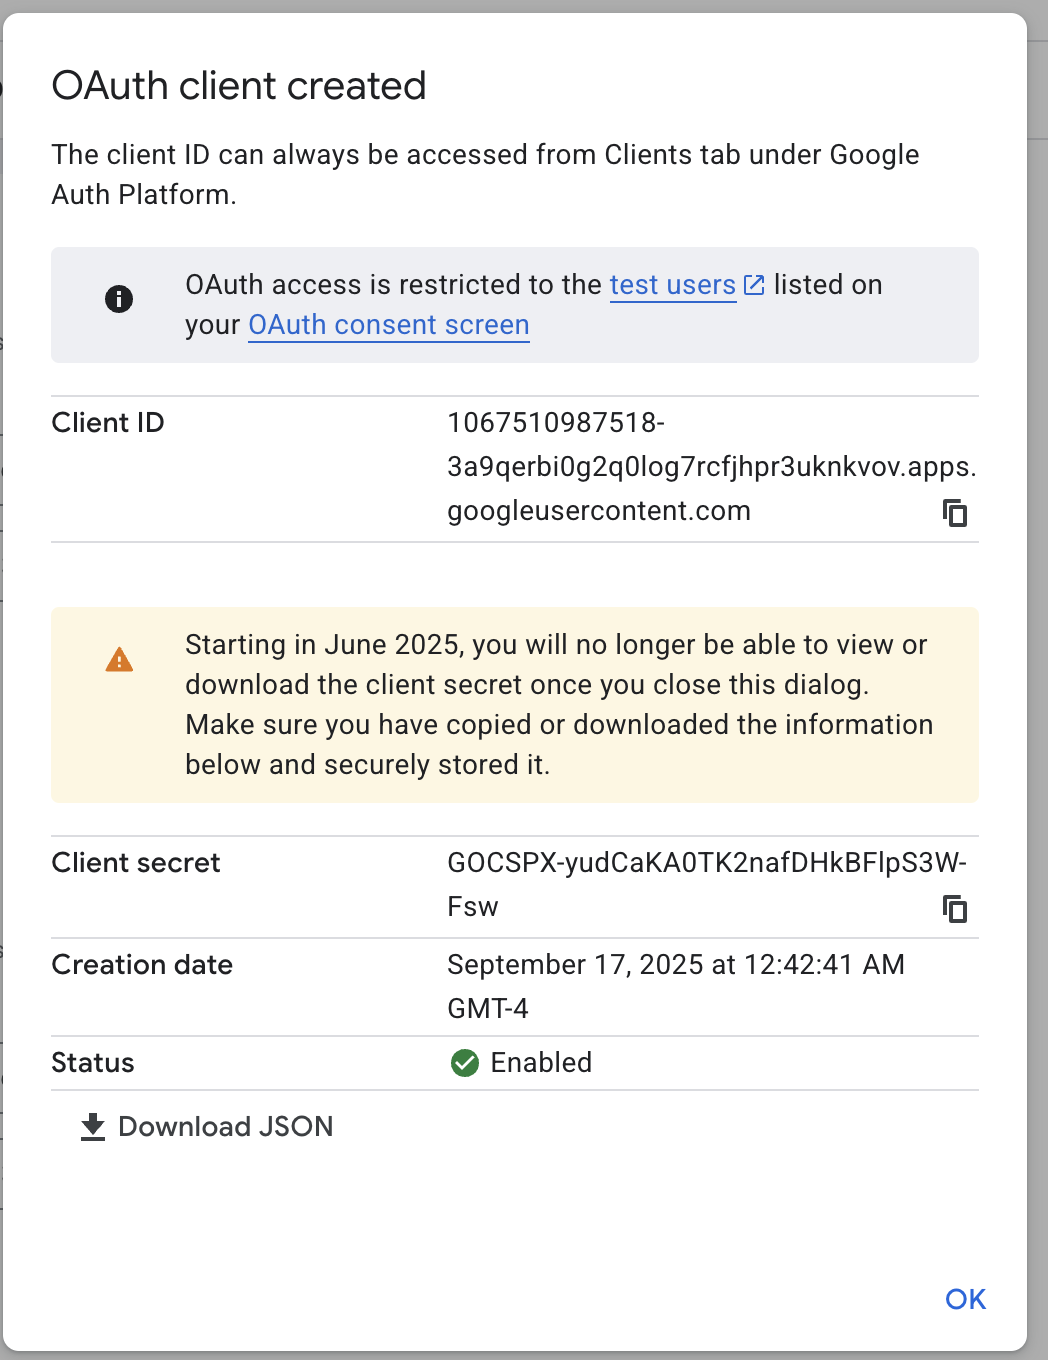 OAuth client created
The client ID can always be accessed from Clients tab under Google
Auth Platform.
OAuth access is restricted to the test users listed on
your OAuth consent screen
Client ID
1067510987518-
3a9qerbi0g2q0log7rcfjhpr3uknkvov.apps.
googleusercontent.com
Starting in June 2025, you will no longer be able to view or
download the client secret once you close this dialog.
Make sure you have copied or downloaded the information
below and securely stored it.
Client secret
GOCSPX-yudCaKA0TK2nafDHkBFlpS3W-
Fsw
Creation date
September 17, 2025 at 12:42:41 AM
GMT-4
Status
Enabled
Download JSON
OK